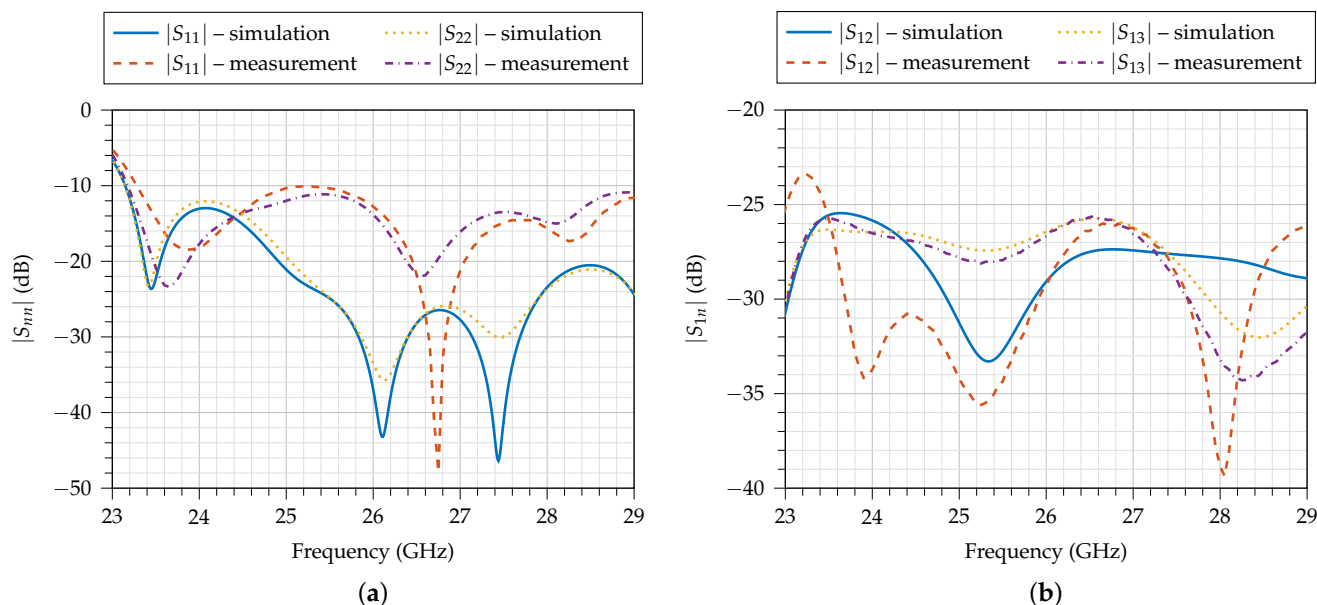 |S11| – simulation |S22| – simulation
|S11| – measurement |S22| – measurement
0
−10
−20
−30
−40
−50
|Snn| (dB)
23 24 25 26 27 28 29
Frequency (GHz)
(a)
|S12| – simulation |S13| – simulation
|S12| – measurement |S13| – measurement
−20
−25
−30
−35
−40
|S1n| (dB)
23 24 25 26 27 28 29
Frequency (GHz)
(b)